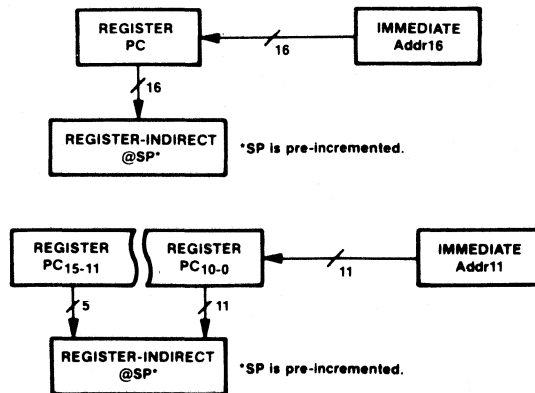 REGISTER
PC
16
IMMEDIATE
Addr16
16
REGISTER-INDIRECT
@SP*
*SP is pre-incremented.
REGISTER
PC15-11
REGISTER
PC10-0
11
IMMEDIATE
Addr11
5
11
REGISTER-INDIRECT
@SP*
*SP is pre-incremented.